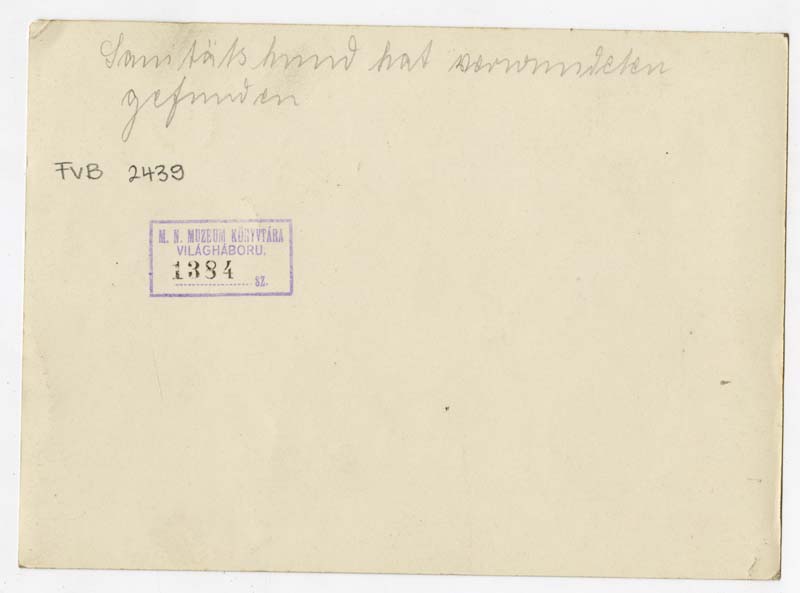 Sanitätshund hat verwundeten
gefunden
FvB 2439
M. N. MUZEUM KÖNYVTÁRA
VILÁGHÁBORU.
1384 SZ.